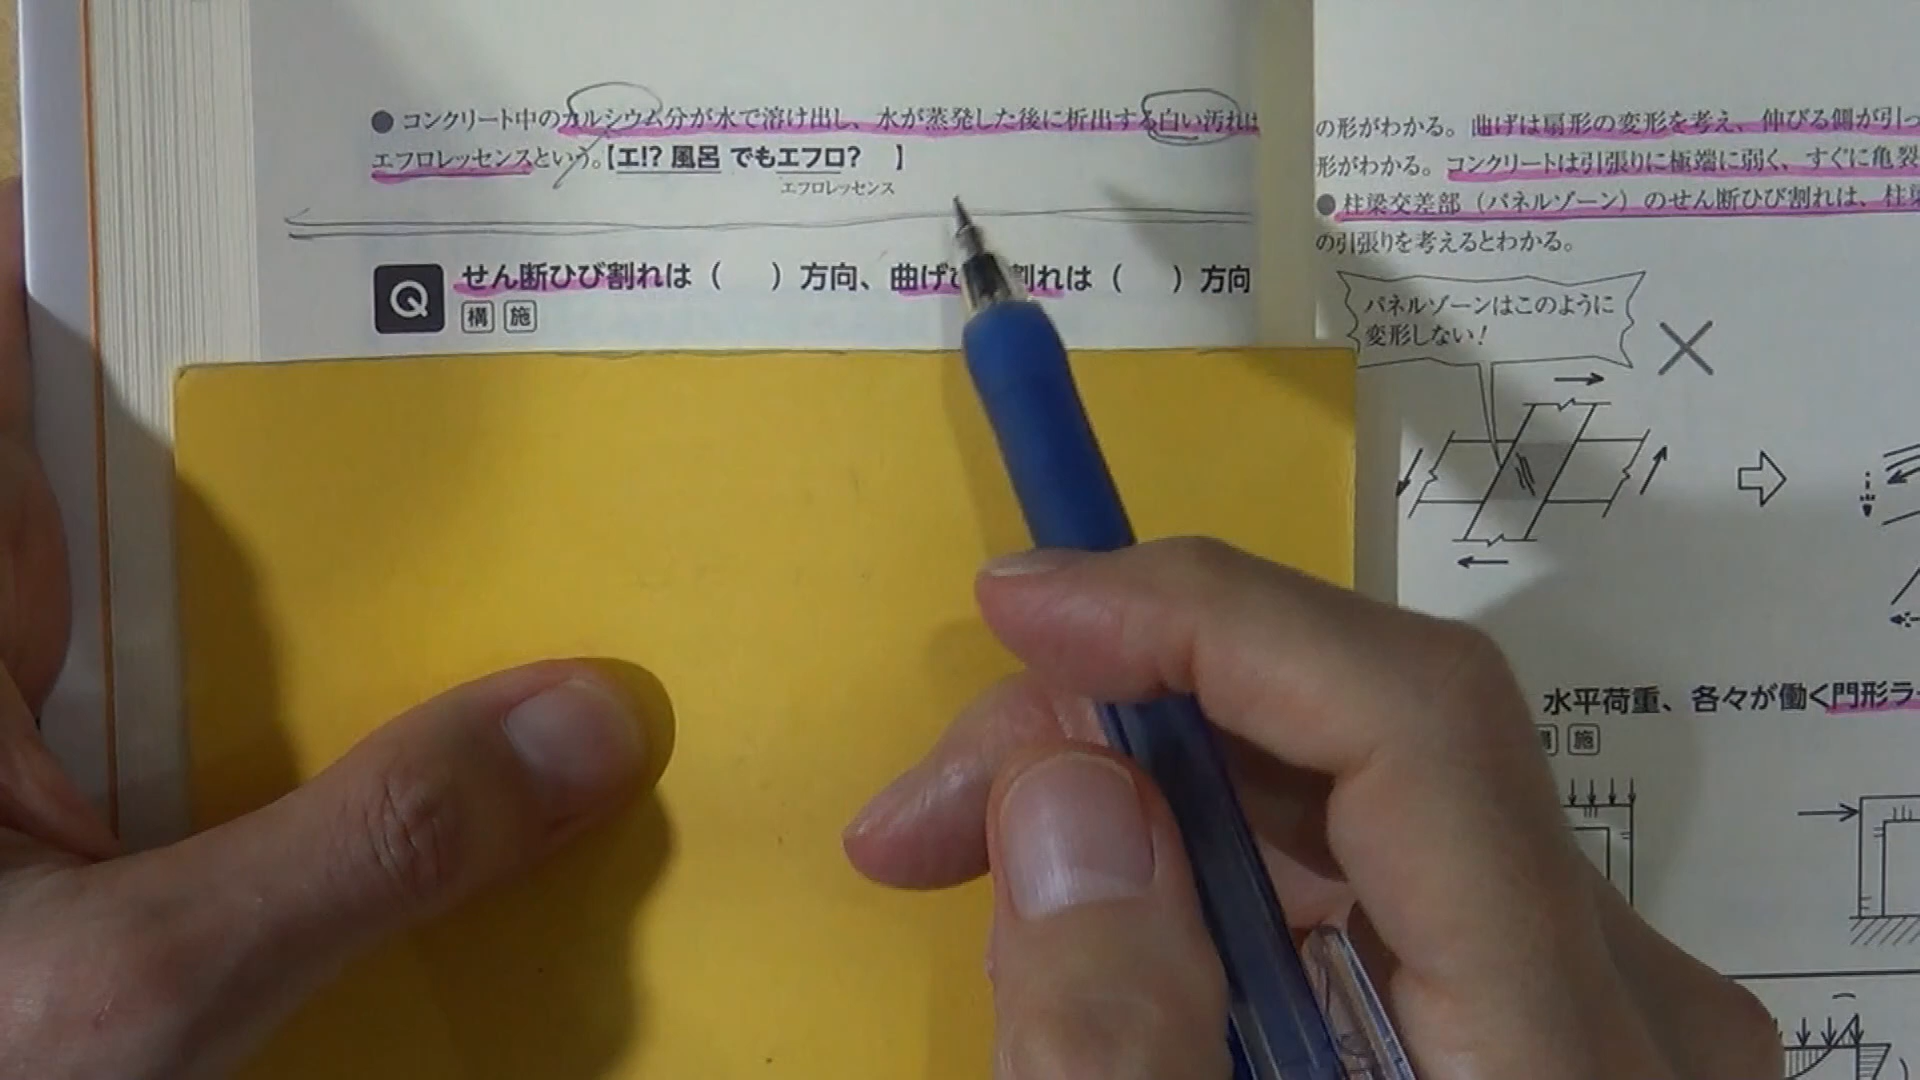 ●コンクリート中のカルシウム分が水で溶け出し、水が蒸発した後に析出する白い汚れは
エフロレッセンスという。【エ!? 風呂 でもエフロ? 】
エフロレッセンス
Q せん断ひび割れは（ ）方向、曲げひ 割れは（ ）方向
構 施
の形がわかる。曲げは扇形の変形を考え、伸びる側が引っ
形がわかる。コンクリートは引張りに極端に弱く、すぐに亀裂
●柱梁交差部（パネルゾーン）のせん断ひび割れは、柱梁
の引張りを考えるとわかる。
パネルゾーンはこのように
変形しない!
水平荷重、各々が働く門形ラー
施